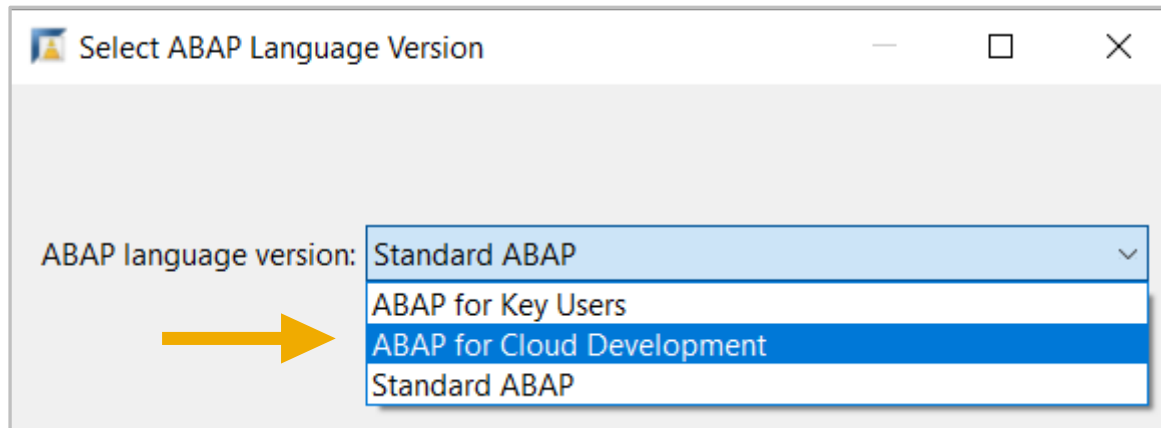 Select ABAP Language Version
ABAP language version: Standard ABAP
ABAP for Key Users
ABAP for Cloud Development
Standard ABAP